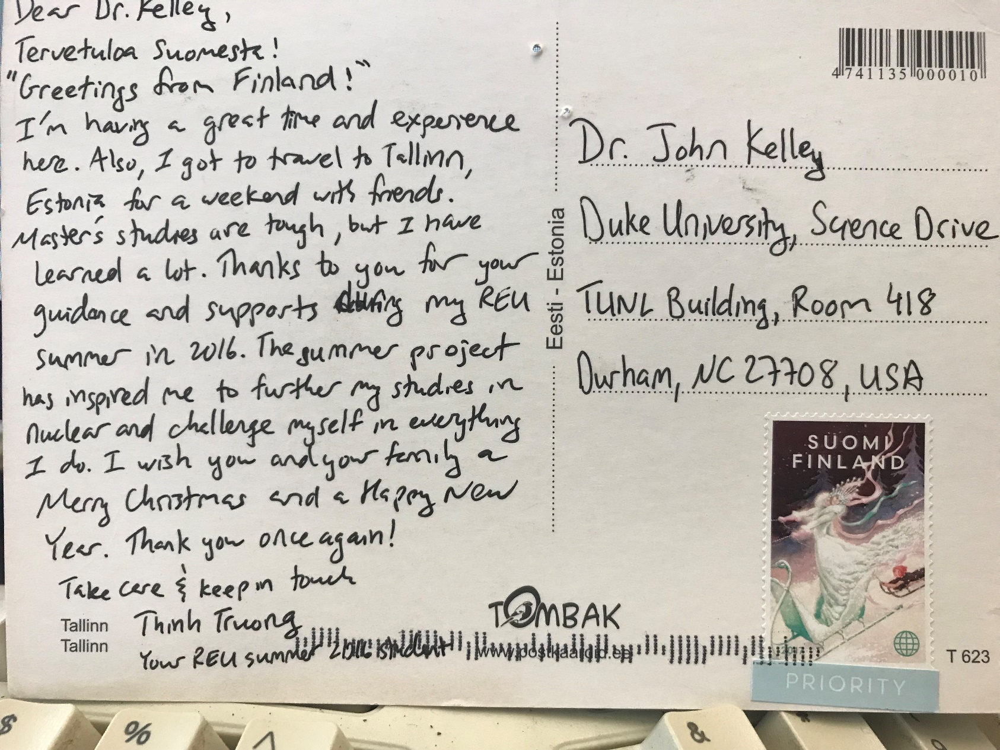 Dear Dr. Kelley,
Tervetuloa Suomesta!
"Greetings from Finland!"
I'm having a great time and experience
here. Also, I got to travel to Tallinn,
Estonia for a weekend with friends.
Master's studies are tough, but I have
learned a lot. Thanks to you for your
guidance and supports during my REU
summer in 2016. The summer project
has inspired me to further my studies in
nuclear and challenge myself in everything
I do. I wish you and your family a
Merry Christmas and a Happy New
Year. Thank you once again!
Take care & keep in touch
Thinh Truong
Your REU summer 2016 student
Tallinn
Tallinn
Eesti - Estonia
TOMBAK
www.postkaardid.ee
4 741135 000010
Dr. John Kelley
Duke University, Science Drive
TUNL Building, Room 418
Durham, NC 27708, USA
SUOMI
FINLAND
PRIORITY
T 623
$
%
^
&